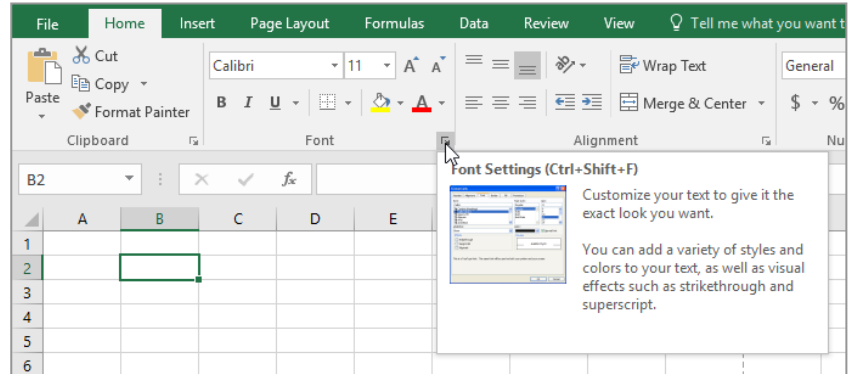 File Home Insert Page Layout Formulas Data Review View Tell me what you want t
Cut
Copy
Format Painter
Paste
Clipboard
Calibri 11 A A
B I U A
Font
Wrap Text
Merge & Center
Alignment
General
$ %
Nu
B2 fx
Font Settings (Ctrl+Shift+F)
Customize your text to give it the
exact look you want.
You can add a variety of styles and
colors to your text, as well as visual
effects such as strikethrough and
superscript.
A B C D E
1
2
3
4
5
6